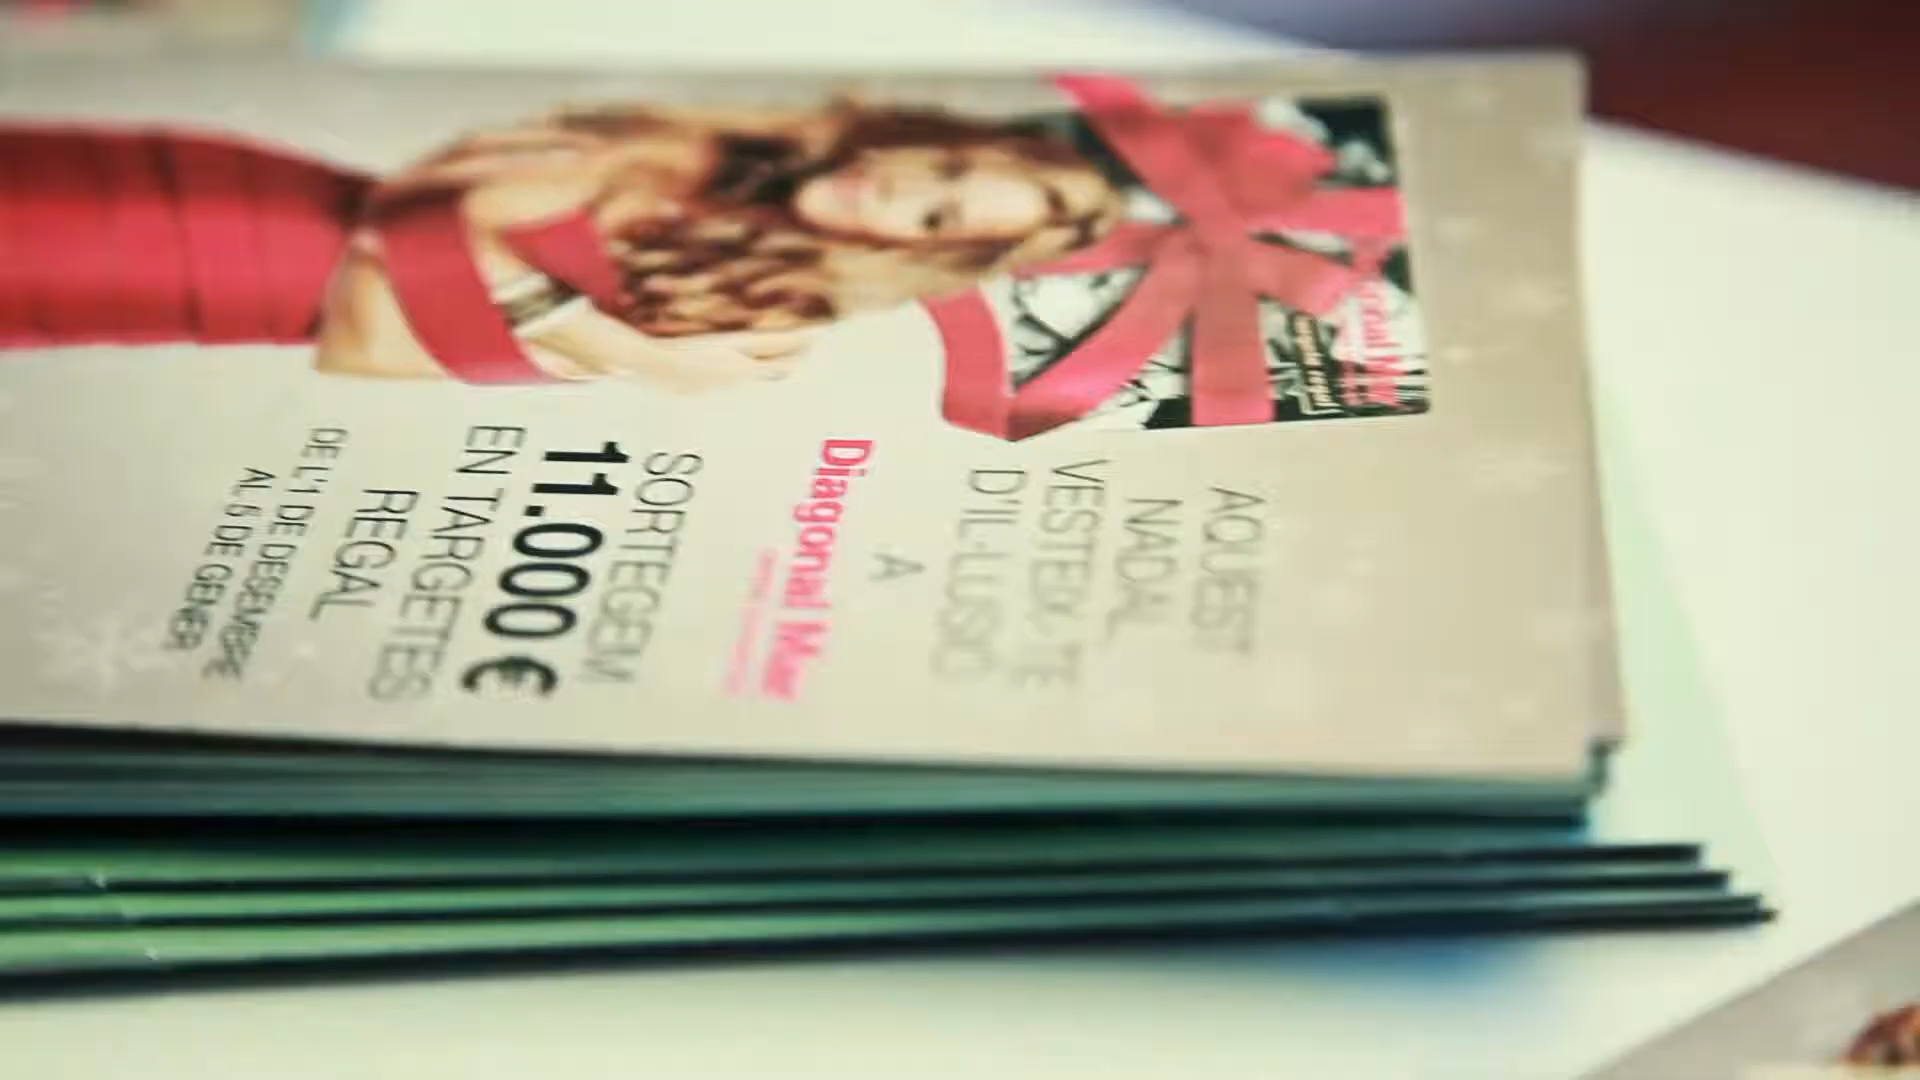 AQUEST
NADAL
VESTEIX-TE
D'IL·LUSIÓ
A
Diagonal Mar
SORTEGEM
11.000 €
EN TARGETES
REGAL
DE L'1 DE DESEMBRE
AL 5 DE GENER